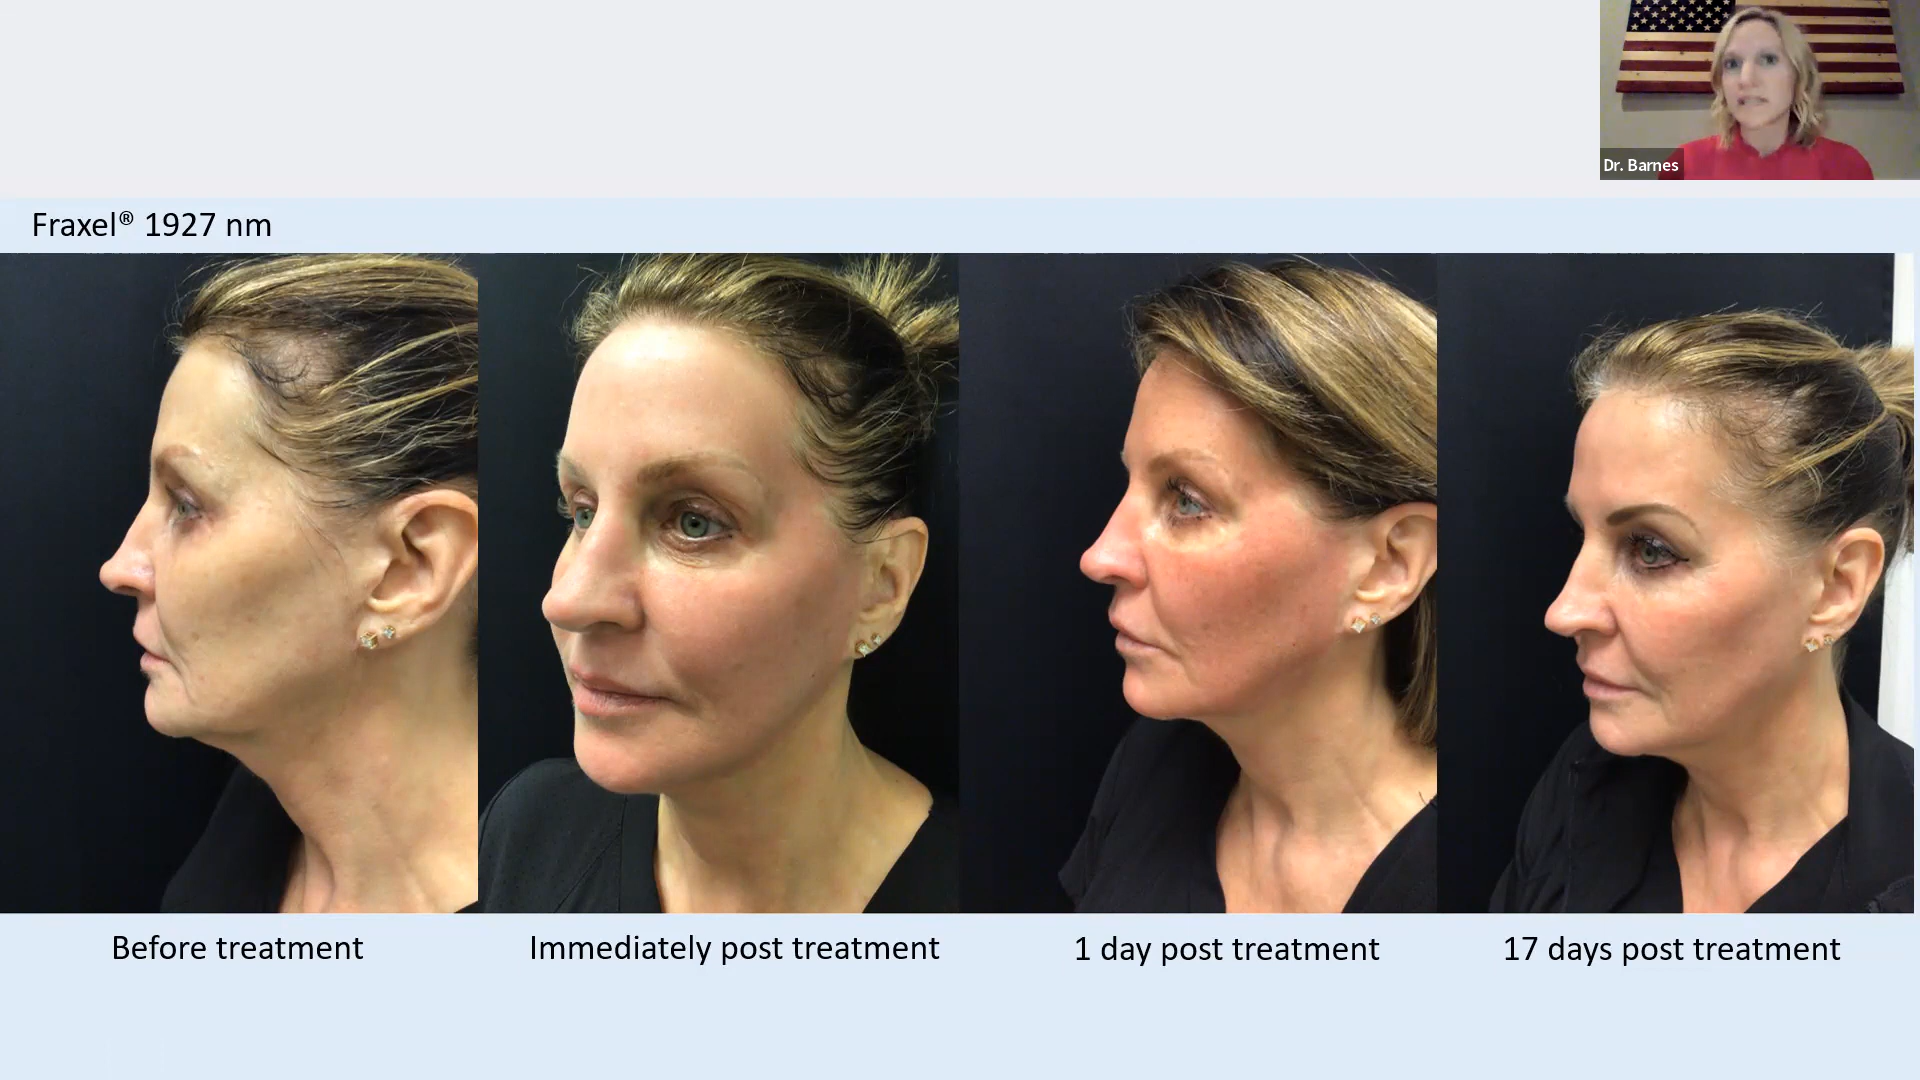 Dr. Barnes
Fraxel® 1927 nm
Before treatment
Immediately post treatment
1 day post treatment
17 days post treatment